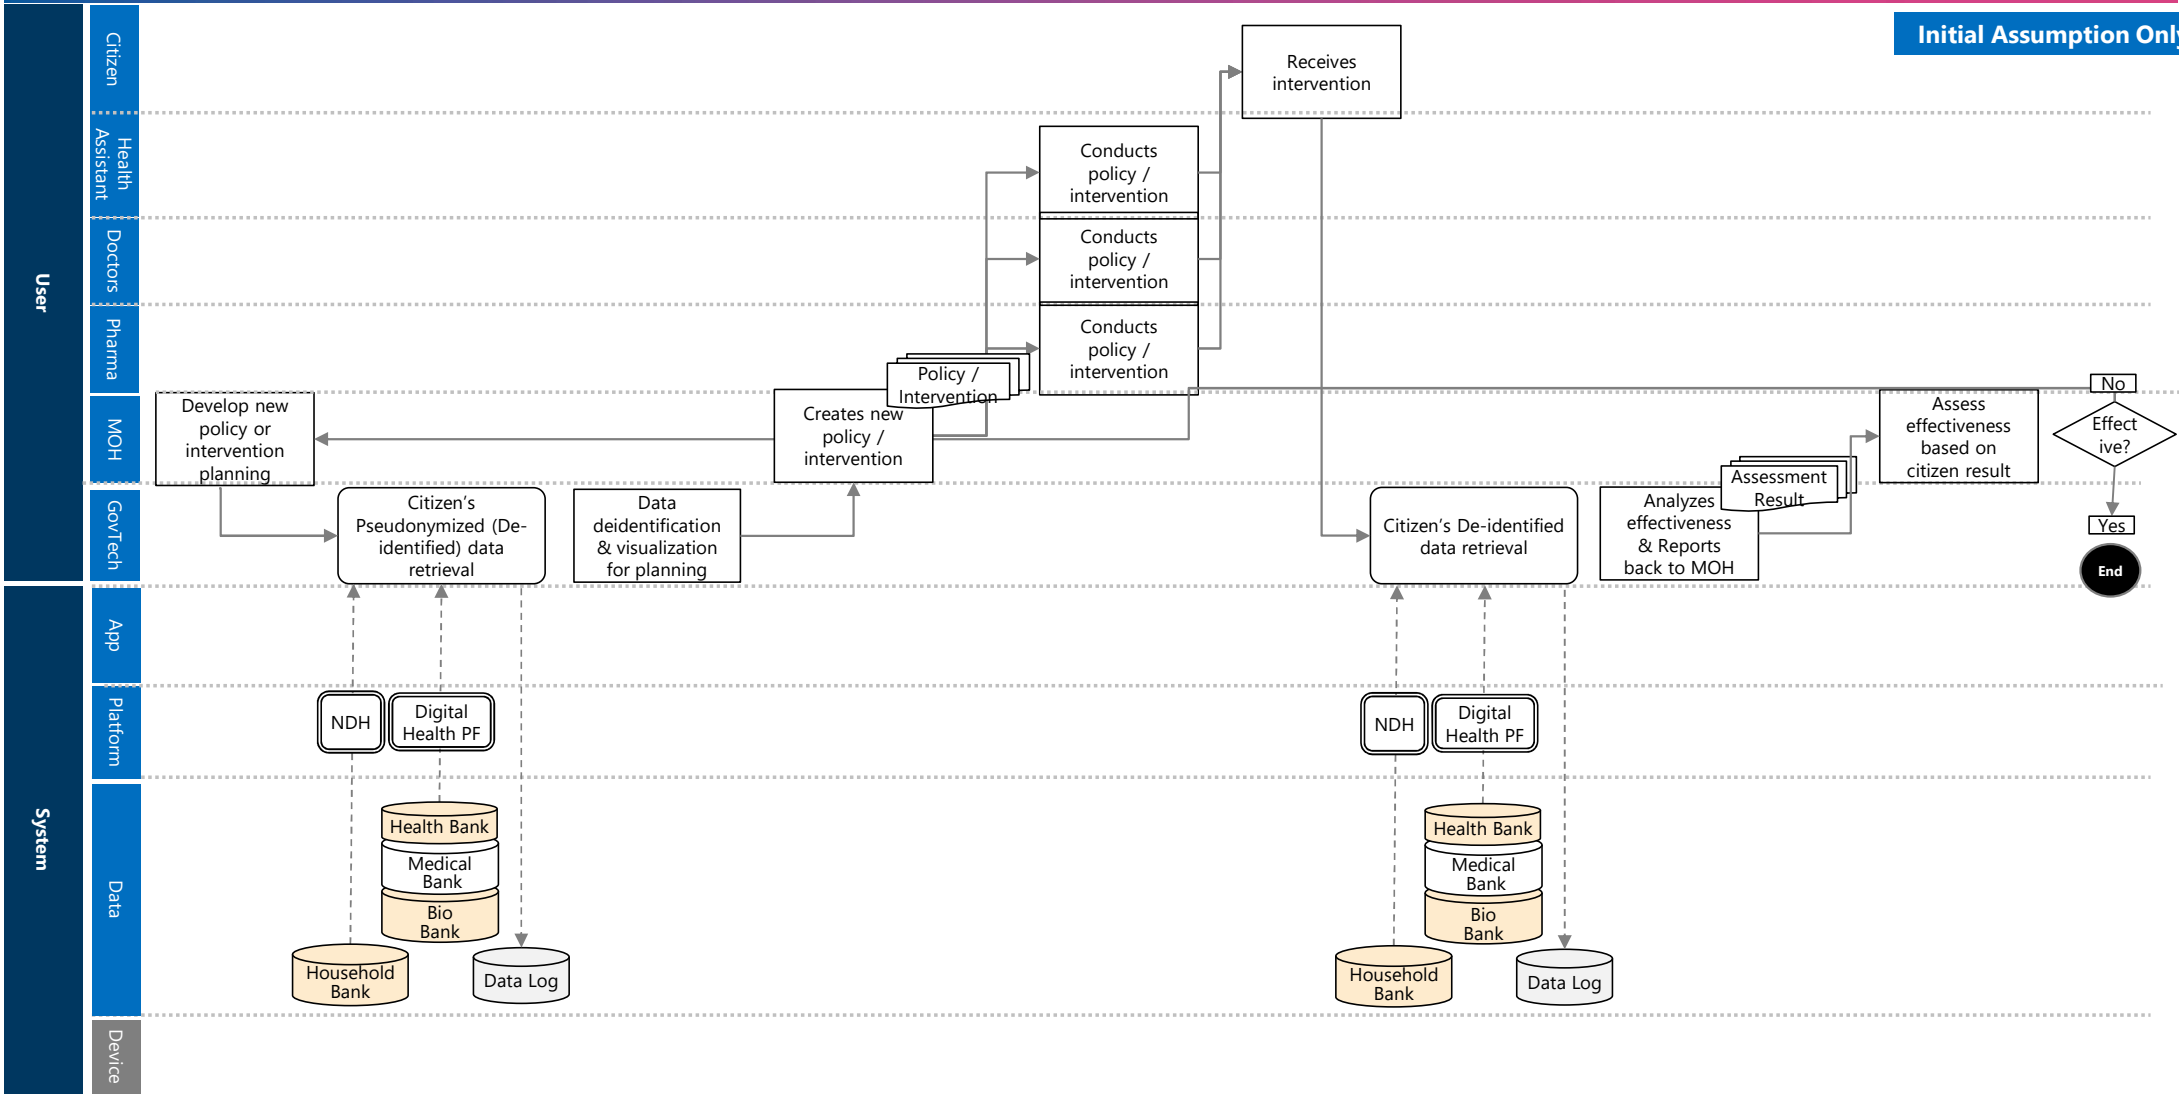 Initial Assumption Only
User
Citizen
Health
Assistant
Doctors
Pharma
MOH
GovTech
System
App
Platform
Data
Device
Receives
intervention
Conducts
policy /
intervention
Conducts
policy /
intervention
Conducts
policy /
intervention
Policy /
Intervention
Develop new
policy or
intervention
planning
Creates new
policy /
intervention
Assess
effectiveness
based on
citizen result
No
Effect
ive?
Yes
End
Citizen's
Pseudonymized (De-
identified) data
retrieval
Data
deidentification
& visualization
for planning
Citizen's De-identified
data retrieval
Assessment
Result
Analyzes
effectiveness
& Reports
back to MOH
NDH
Digital
Health PF
NDH
Digital
Health PF
Health Bank
Medical
Bank
Bio
Bank
Household
Bank
Data Log
Health Bank
Medical
Bank
Bio
Bank
Household
Bank
Data Log